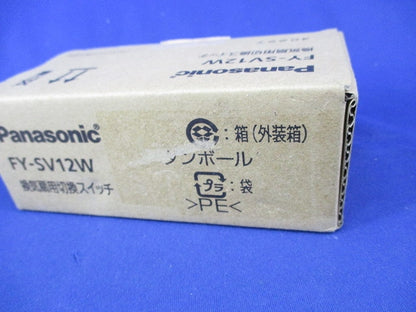 Panasonic
FY-SV12W
換気扇用切換スイッチ
Panasonic
FY-SV12W
換気扇用切換スイッチ
:箱(外装箱)
ダンボール
プラ:袋
>PE<